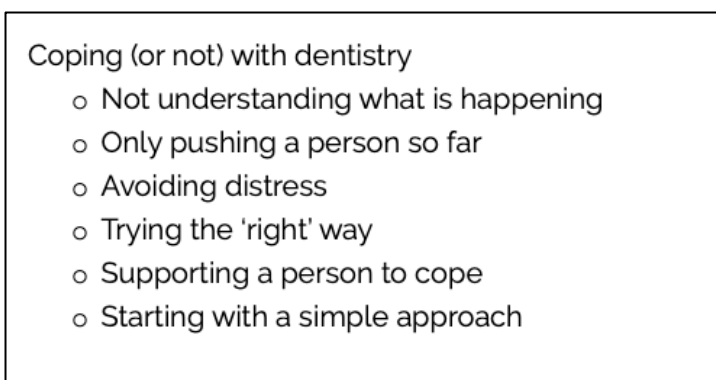 Coping (or not) with dentistry
o Not understanding what is happening
o Only pushing a person so far
o Avoiding distress
o Trying the ‘right’ way
o Supporting a person to cope
o Starting with a simple approach